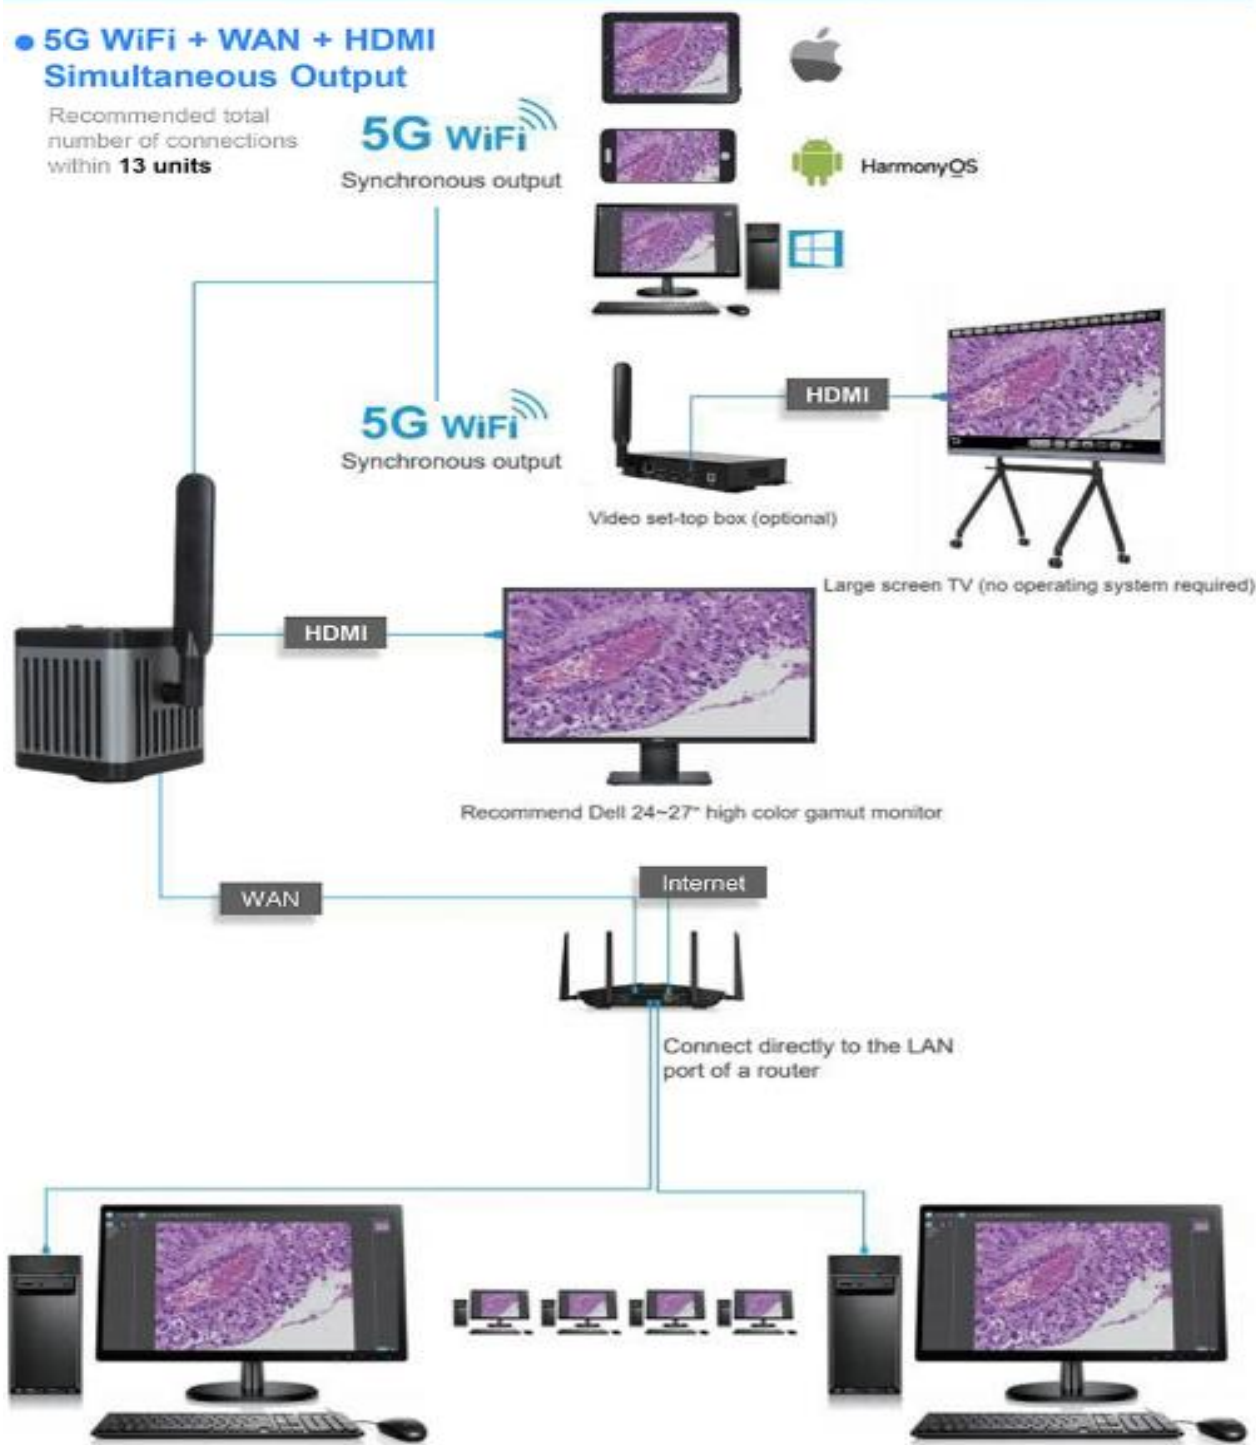 ● 5G WiFi + WAN + HDMI
Simultaneous Output
Recommended total
number of connections
within 13 units
5G WiFi
Synchronous output
HarmonyOS
HDMI
5G WiFi
Synchronous output
Video set-top box (optional)
Large screen TV (no operating system required)
HDMI
Recommend Dell 24~27" high color gamut monitor
Internet
WAN
Connect directly to the LAN
port of a router